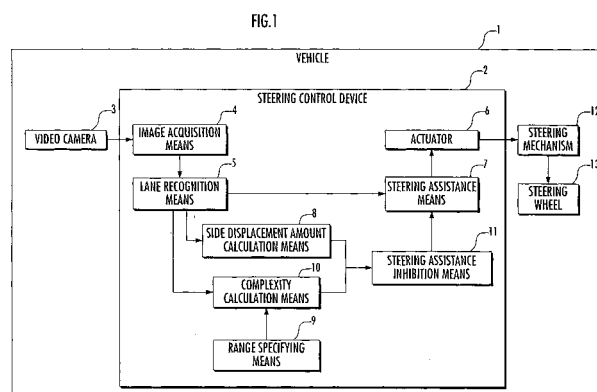 FIG.1
1
VEHICLE
2
STEERING CONTROL DEVICE
3
VIDEO CAMERA
4
IMAGE ACQUISITION
MEANS
5
LANE RECOGNITION
MEANS
6
ACTUATOR
12
STEERING
MECHANISM
7
STEERING ASSISTANCE
MEANS
13
STEERING
WHEEL
8
SIDE DISPLACEMENT AMOUNT
CALCULATION MEANS
11
STEERING ASSISTANCE
INHIBITION MEANS
10
COMPLEXITY
CALCULATION MEANS
9
RANGE SPECIFYING
MEANS